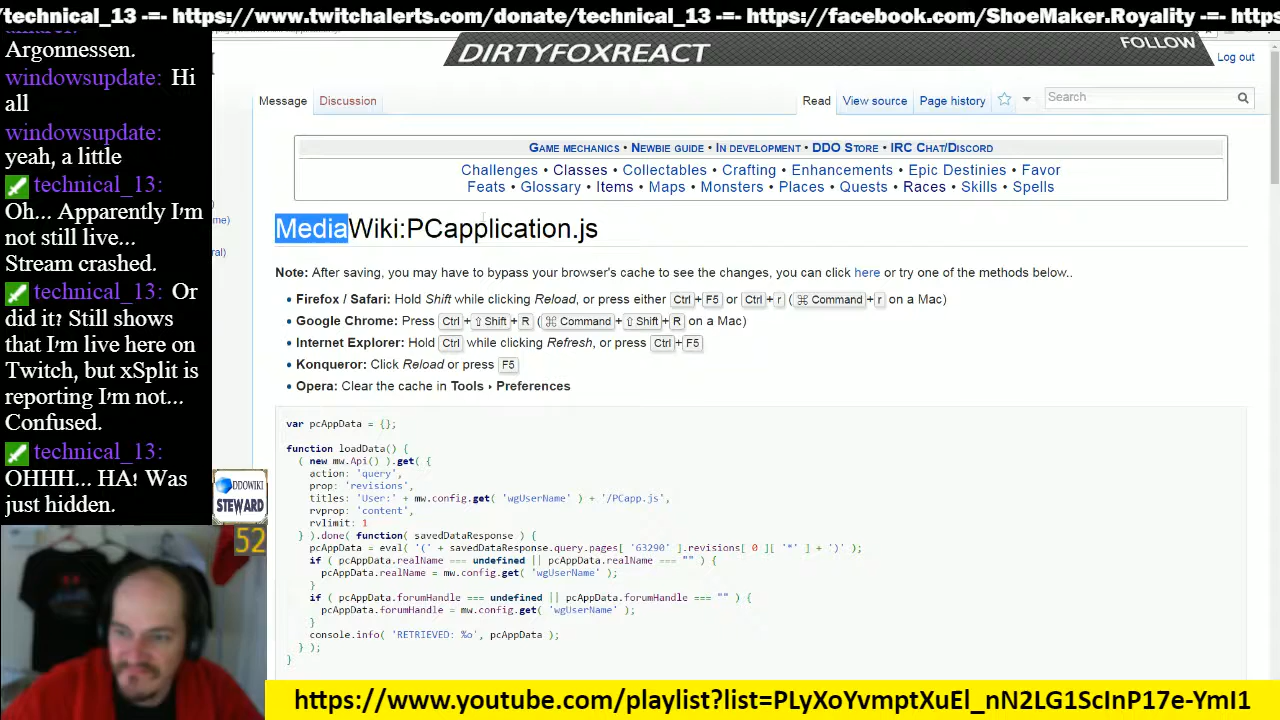 /technical_13 -=- https://www.twitchalerts.com/donate/technical_13 -=- https://facebook.com/ShoeMaker.Royality -=- https
Argonnessen.
windowsupdate: Hi
all
windowsupdate:
yeah, a little
technical_13:
Oh... Apparently I'm
not still live...
Stream crashed.
technical_13: Or
did it? Still shows
that I'm live here on
Twitch, but xSplit is
reporting I'm not...
Confused.
technical_13:
OHHH... HA! Was
just hidden.
DDOWIKI
STEWARD
52
DIRTYFOXREACT
FOLLOW
Log out
Message Discussion Read View source Page history Search
Game mechanics • Newbie guide • In development • DDO Store • IRC Chat/Discord
Challenges • Classes • Collectables • Crafting • Enhancements • Epic Destinies • Favor
Feats • Glossary • Items • Maps • Monsters • Places • Quests • Races • Skills • Spells
MediaWiki:PCapplication.js
Note: After saving, you may have to bypass your browser's cache to see the changes, you can click here or try one of the methods below..
• Firefox / Safari: Hold Shift while clicking Reload, or press either Ctrl+F5 or Ctrl+r (⌘ Command+r on a Mac)
• Google Chrome: Press Ctrl+⇧Shift+R (⌘ Command+⇧Shift+R on a Mac)
• Internet Explorer: Hold Ctrl while clicking Refresh, or press Ctrl+F5
• Konqueror: Click Reload or press F5
• Opera: Clear the cache in Tools › Preferences
var pcAppData = {};
function loadData() {
( new mw.Api() ).get( {
action: 'query',
prop: 'revisions',
titles: 'User:' + mw.config.get( 'wgUserName' ) + '/PCapp.js',
rvprop: 'content',
rvlimit: 1
} ).done( function( savedDataResponse ) {
pcAppData = eval( '(' + savedDataResponse.query.pages[ '63290' ].revisions[ 0 ][ '*' ] + ')' );
if ( pcAppData.realName === undefined || pcAppData.realName === "" ) {
pcAppData.realName = mw.config.get( 'wgUserName' );
}
if ( pcAppData.forumHandle === undefined || pcAppData.forumHandle === "" ) {
pcAppData.forumHandle = mw.config.get( 'wgUserName' );
}
console.info( 'RETRIEVED: %o', pcAppData );
} );
}
https://www.youtube.com/playlist?list=PLyXoYvmptXuEl_nN2LG1ScInP17e-YmI1